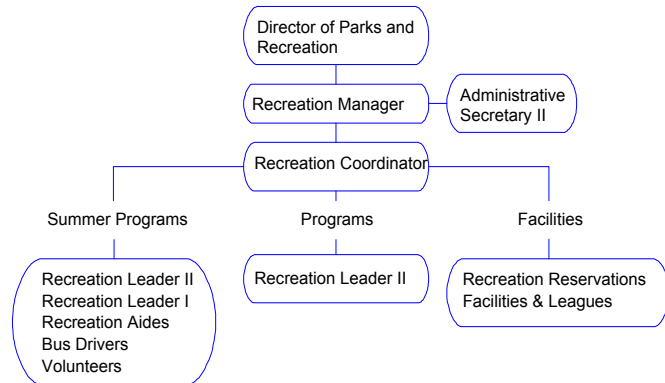 Director of Parks and
Recreation
Recreation Manager
Administrative
Secretary II
Recreation Coordinator
Summer Programs
Programs
Facilities
Recreation Leader II
Recreation Leader I
Recreation Aides
Bus Drivers
Volunteers
Recreation Leader II
Recreation Reservations
Facilities & Leagues